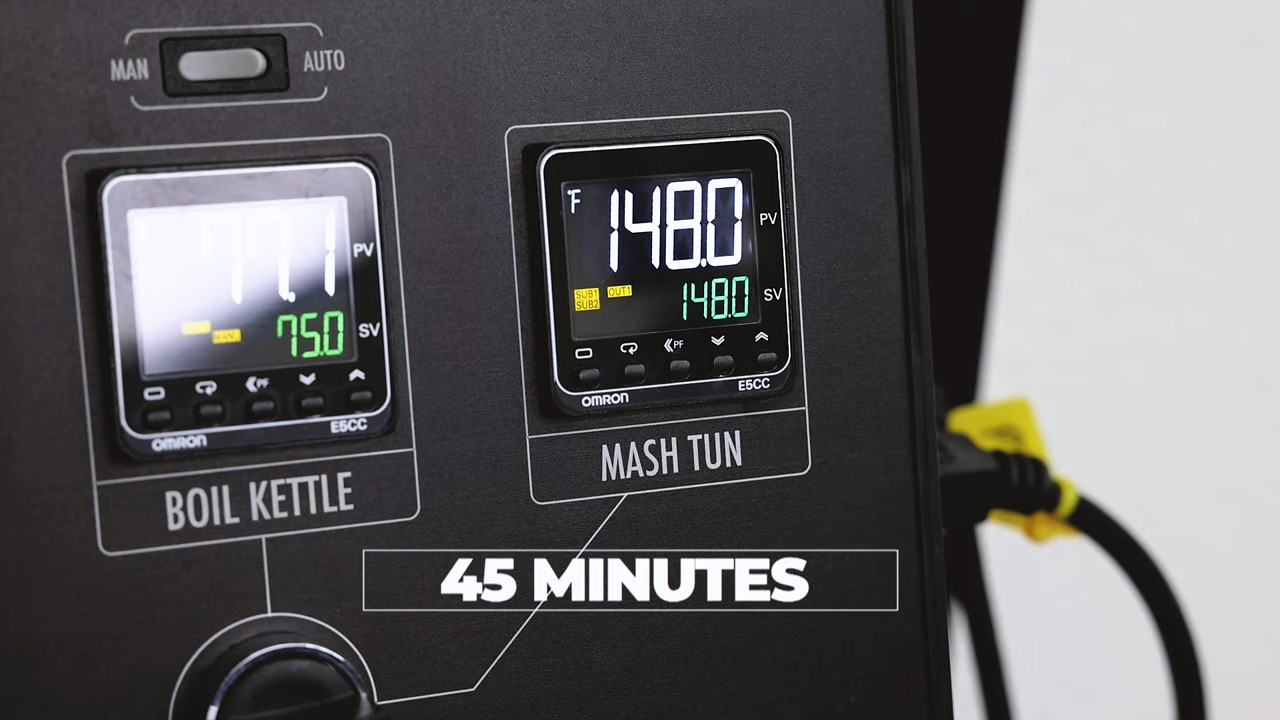 MAN
AUTO
PV
75.0
SV
OMRON
E5CC
BOIL KETTLE
°F
148.0
PV
SUB1
SUB2
OUT1
148.0
SV
PF
PF
OMRON
E5CC
MASH TUN
45 MINUTES